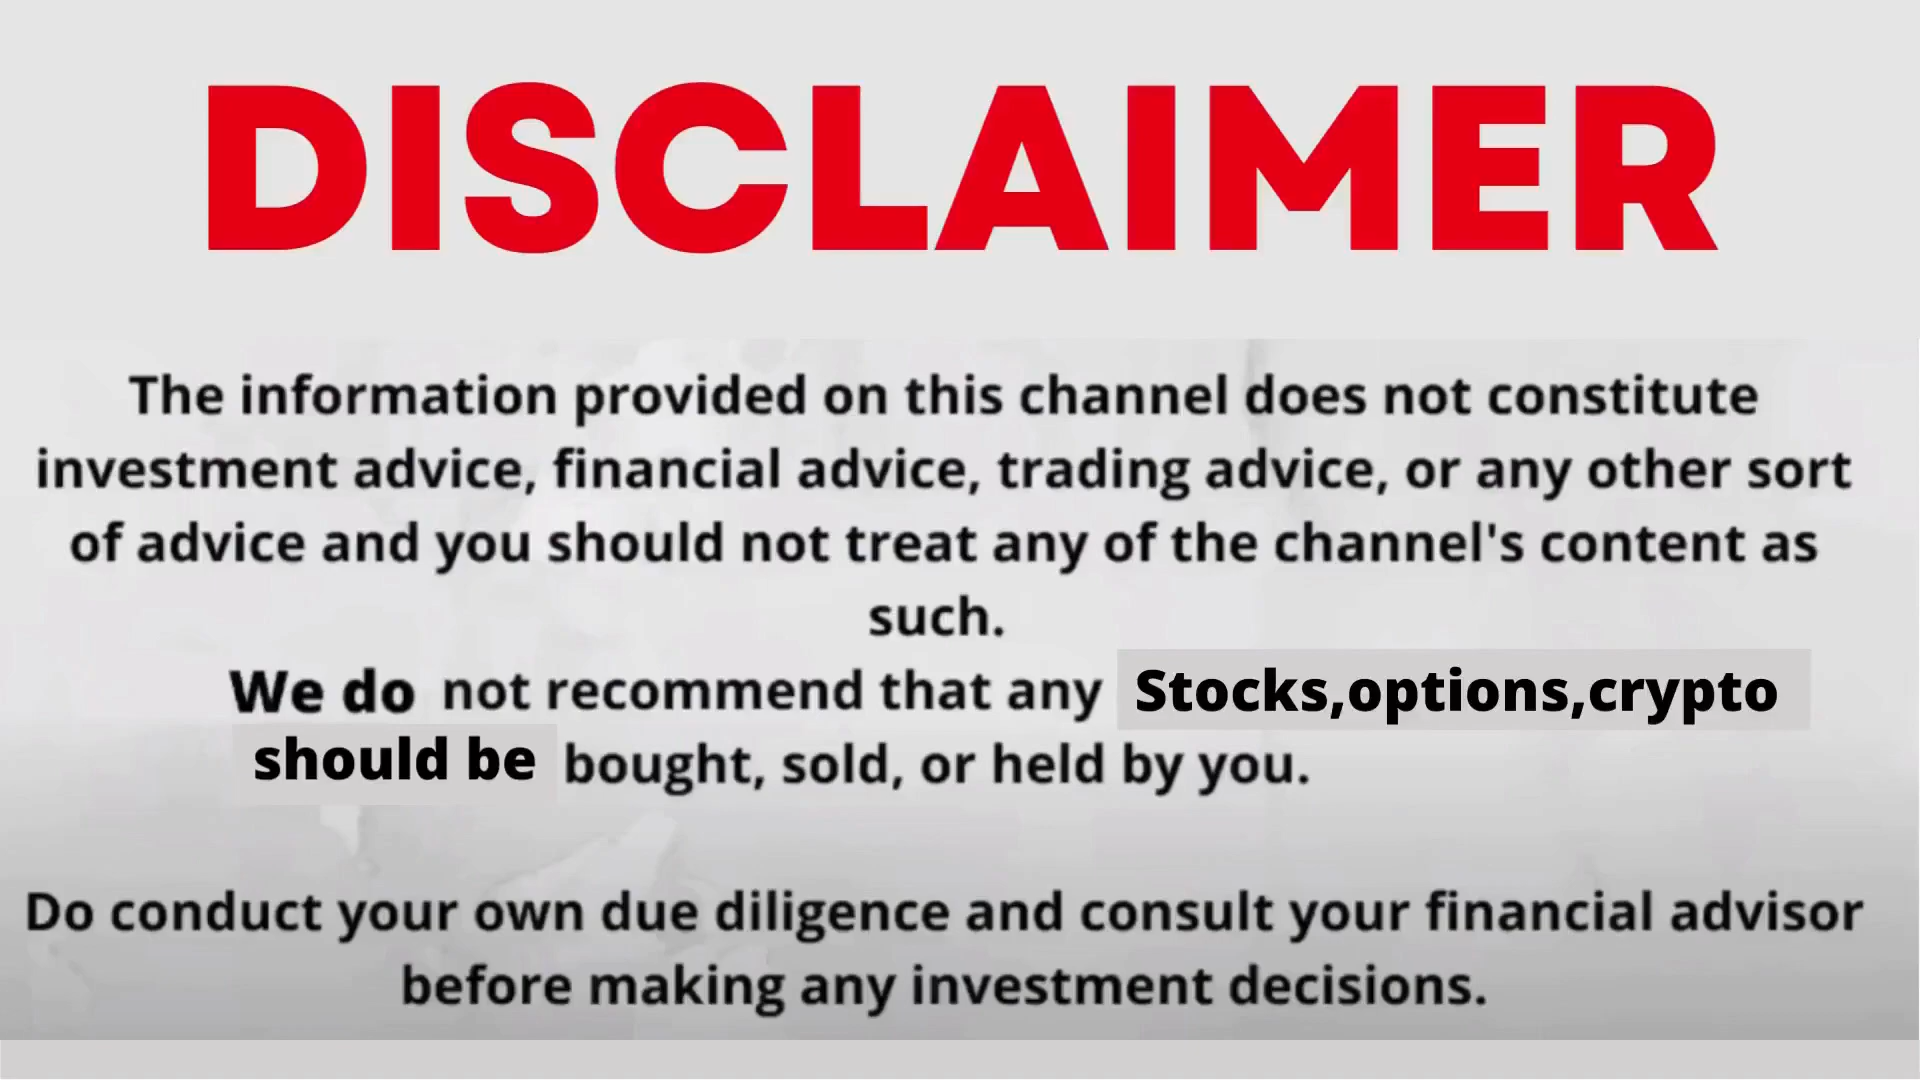 DISCLAIMER
The information provided on this channel does not constitute
investment advice, financial advice, trading advice, or any other sort
of advice and you should not treat any of the channel's content as
such.
We do not recommend that any Stocks,options,crypto
should be bought, sold, or held by you.
Do conduct your own due diligence and consult your financial advisor
before making any investment decisions.